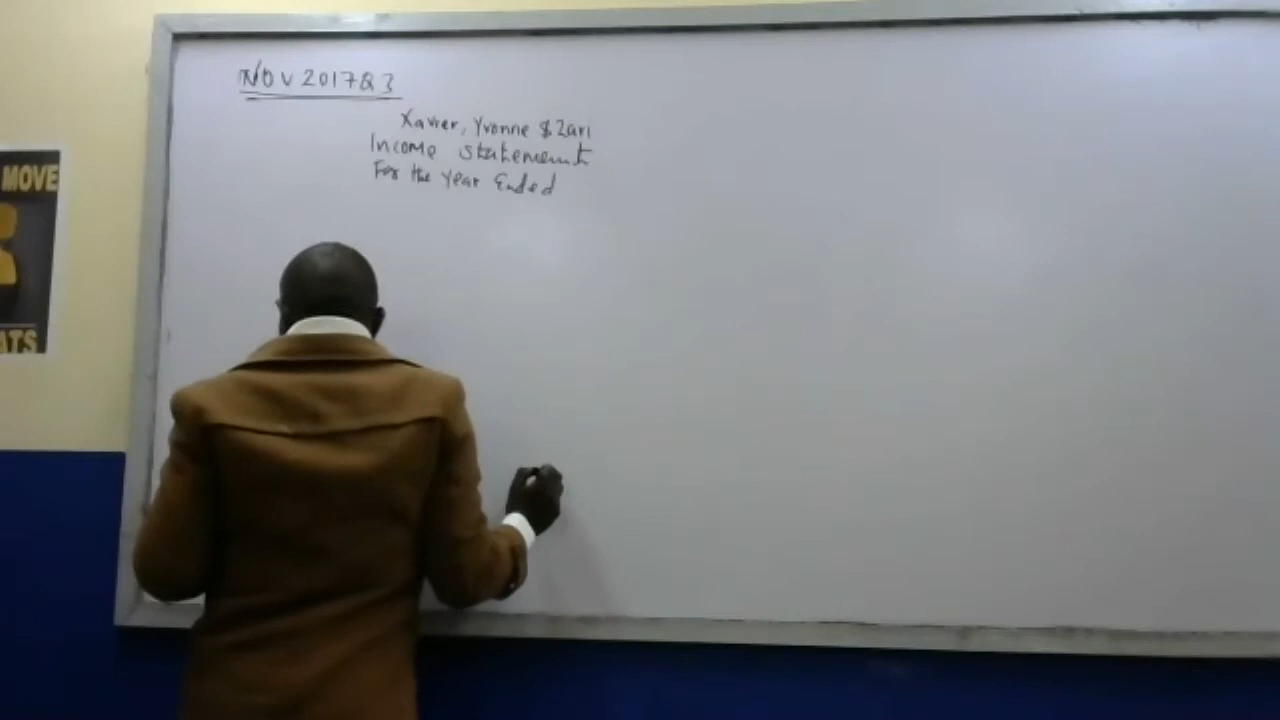 NOV 2017 Q3
Xavier, Yvonne & Zari
Income statement
For the Year Ended
MOVE
ATS